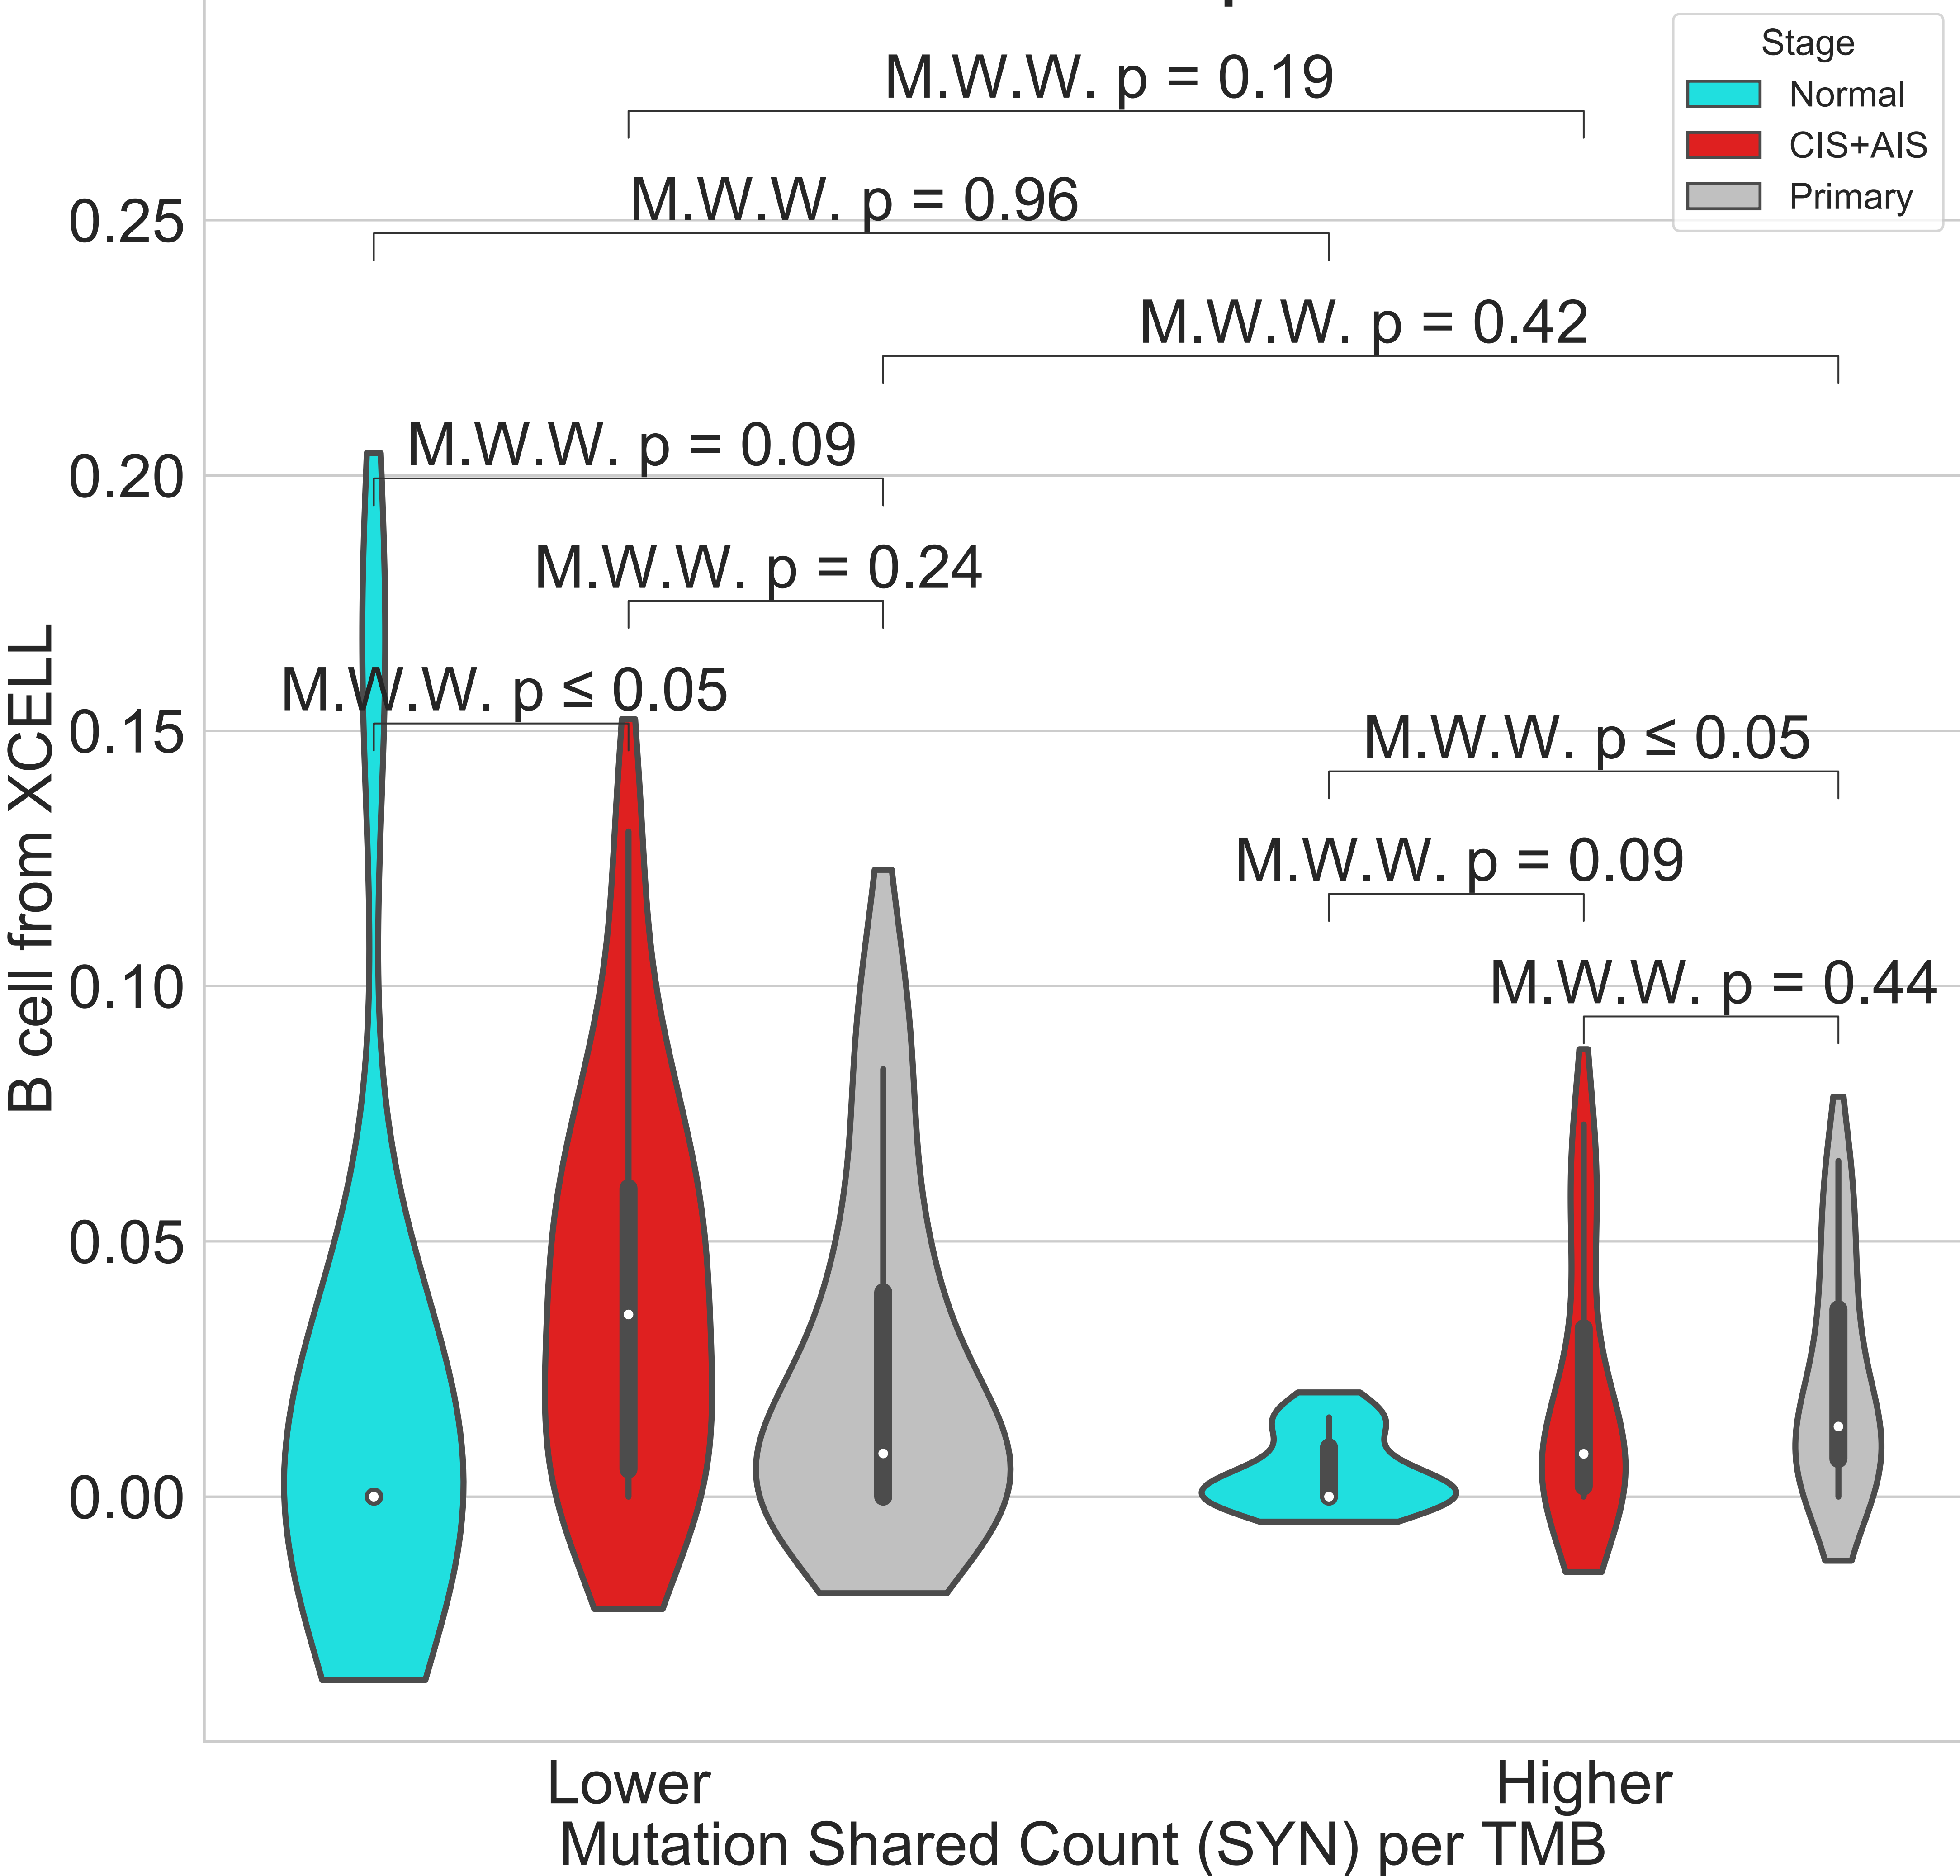 Stage
Normal
CIS+AIS
Primary
M.W.W. p = 0.19
M.W.W. p = 0.96
M.W.W. p = 0.42
M.W.W. p = 0.09
M.W.W. p = 0.24
M.W.W. p ≤ 0.05
M.W.W. p ≤ 0.05
M.W.W. p = 0.09
M.W.W. p = 0.44
0.25
0.20
0.15
0.10
0.05
0.00
B cell from XCELL
Lower
Higher
Mutation Shared Count (SYN) per TMB